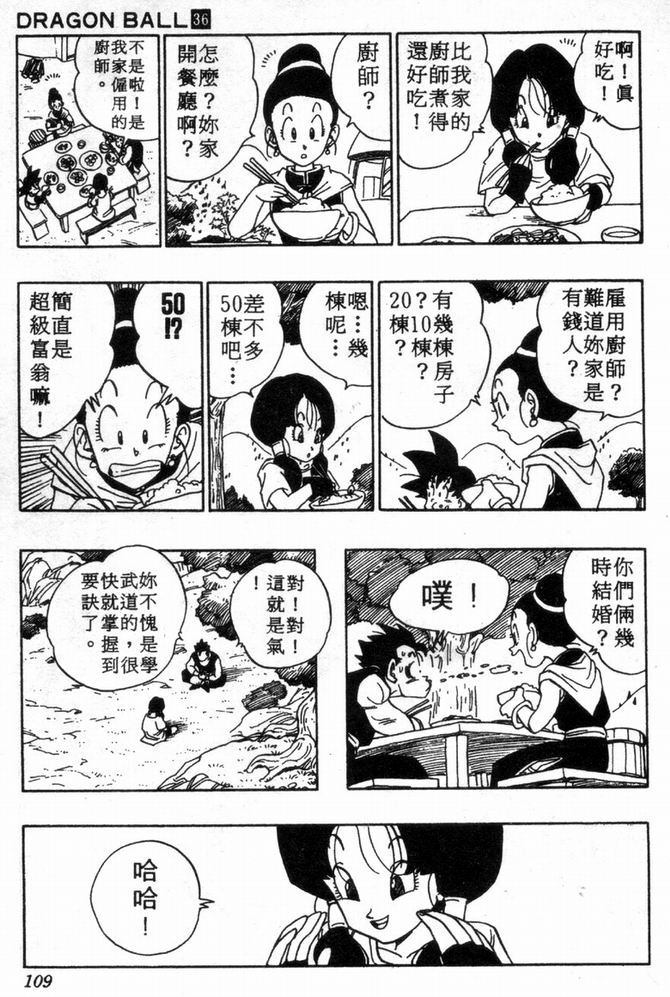 DRAGON BALL 36
啊！真
好吃！
比我家的
廚師煮得
還好吃！
廚師？
怎麼？妳家
開餐廳啊？
不是啦！是
我家僱用的
廚師。
雇用廚師？
難道妳家是
有錢人？
有幾棟房子
？10棟？
20棟？
嗯…幾
棟呢…
差不多
50棟吧…
50!?
簡直是
超級富翁嘛！
你們倆幾
時結婚？
噗！
對！對！
這就是氣
！
妳不愧是學
武道的，很
快就掌握到
要訣了。
哈哈！
109